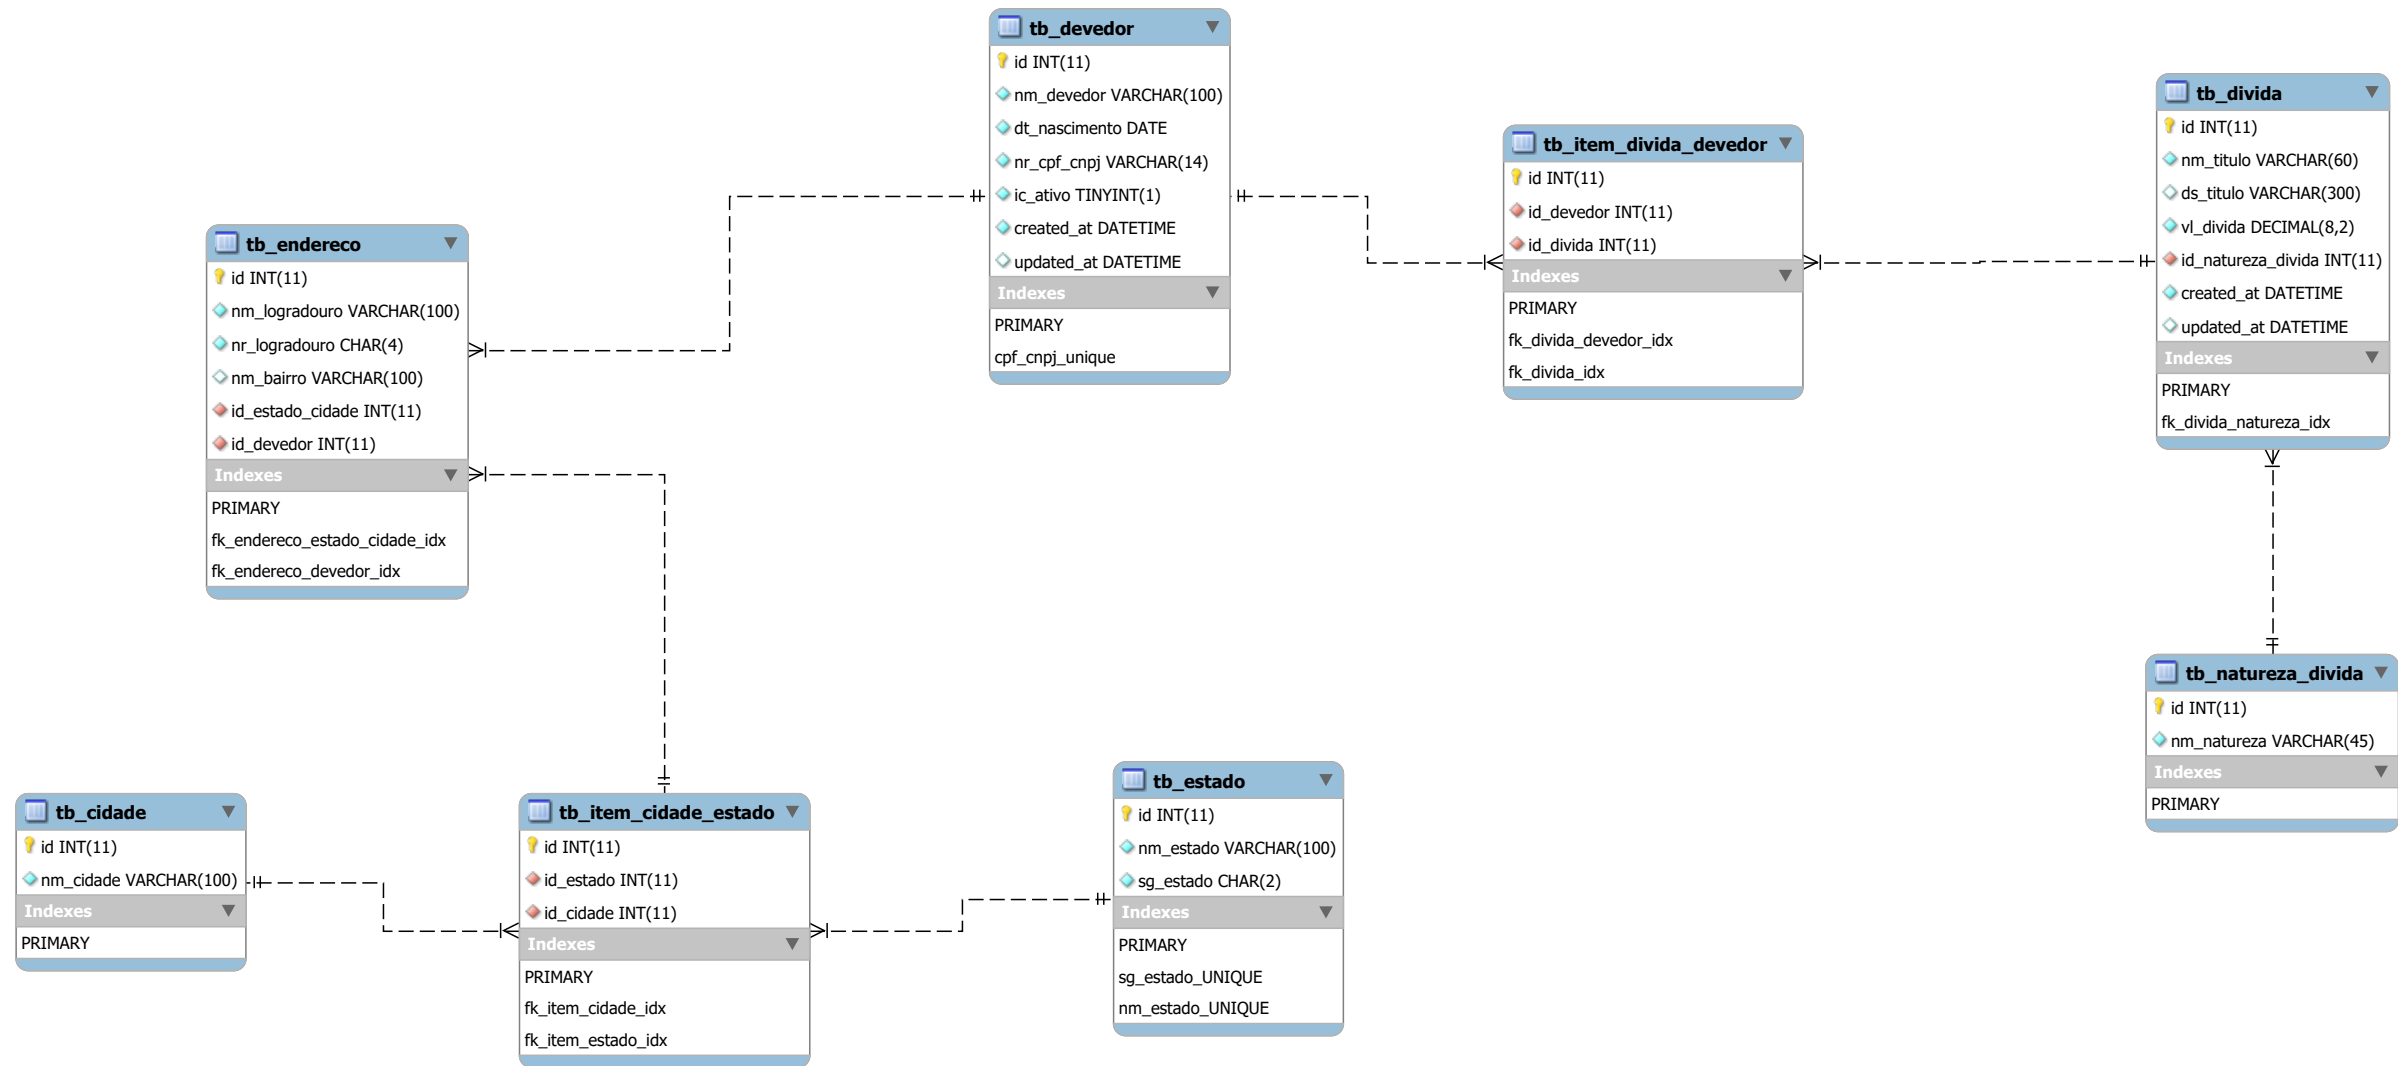 tb_devedor
id INT(11)
nm_devedor VARCHAR(100)
dt_nascimento DATE
nr_cpf_cnpj VARCHAR(14)
ic_ativo TINYINT(1)
created_at DATETIME
updated_at DATETIME
Indexes
PRIMARY
cpf_cnpj_unique
tb_divida
id INT(11)
nm_titulo VARCHAR(60)
ds_titulo VARCHAR(300)
vl_divida DECIMAL(8,2)
id_natureza_divida INT(11)
created_at DATETIME
updated_at DATETIME
Indexes
PRIMARY
fk_divida_natureza_idx
tb_item_divida_devedor
id INT(11)
id_devedor INT(11)
id_divida INT(11)
Indexes
PRIMARY
fk_divida_devedor_idx
fk_divida_idx
tb_endereco
id INT(11)
nm_logradouro VARCHAR(100)
nr_logradouro CHAR(4)
nm_bairro VARCHAR(100)
id_estado_cidade INT(11)
id_devedor INT(11)
Indexes
PRIMARY
fk_endereco_estado_cidade_idx
fk_endereco_devedor_idx
tb_natureza_divida
id INT(11)
nm_natureza VARCHAR(45)
Indexes
PRIMARY
tb_cidade
id INT(11)
nm_cidade VARCHAR(100)
Indexes
PRIMARY
tb_item_cidade_estado
id INT(11)
id_estado INT(11)
id_cidade INT(11)
Indexes
PRIMARY
fk_item_cidade_idx
fk_item_estado_idx
tb_estado
id INT(11)
nm_estado VARCHAR(100)
sg_estado CHAR(2)
Indexes
PRIMARY
sg_estado_UNIQUE
nm_estado_UNIQUE